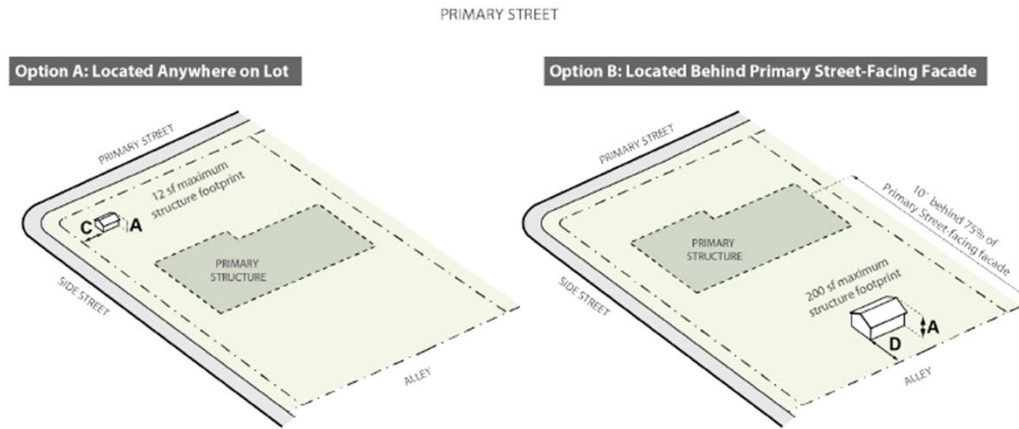 PRIMARY STREET
Option A: Located Anywhere on Lot
PRIMARY STREET
12 sf maximum
structure footprint
C
A
PRIMARY
STRUCTURE
SIDE STREET
ALLEY
Option B: Located Behind Primary Street-Facing Facade
PRIMARY STREET
10' behind 75% of
Primary Street-facing facade
PRIMARY
STRUCTURE
SIDE STREET
200 sf maximum
structure footprint
A
D
ALLEY